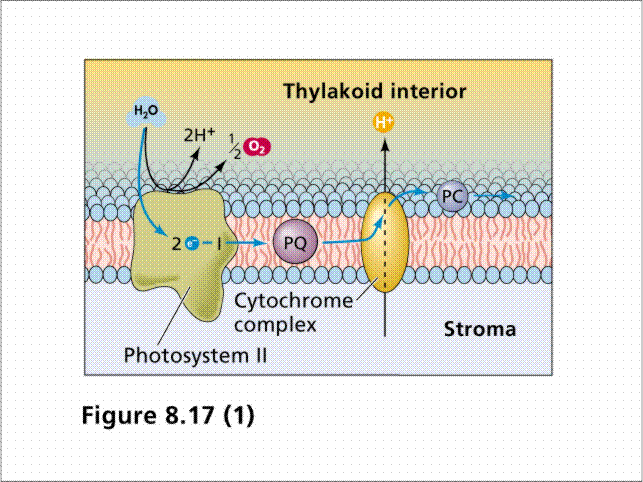 Thylakoid interior
H₂O
H⁺
2H⁺
½ O₂
PC
2 e⁻ I
PQ
Cytochrome
complex
Stroma
Photosystem II
Figure 8.17 (1)